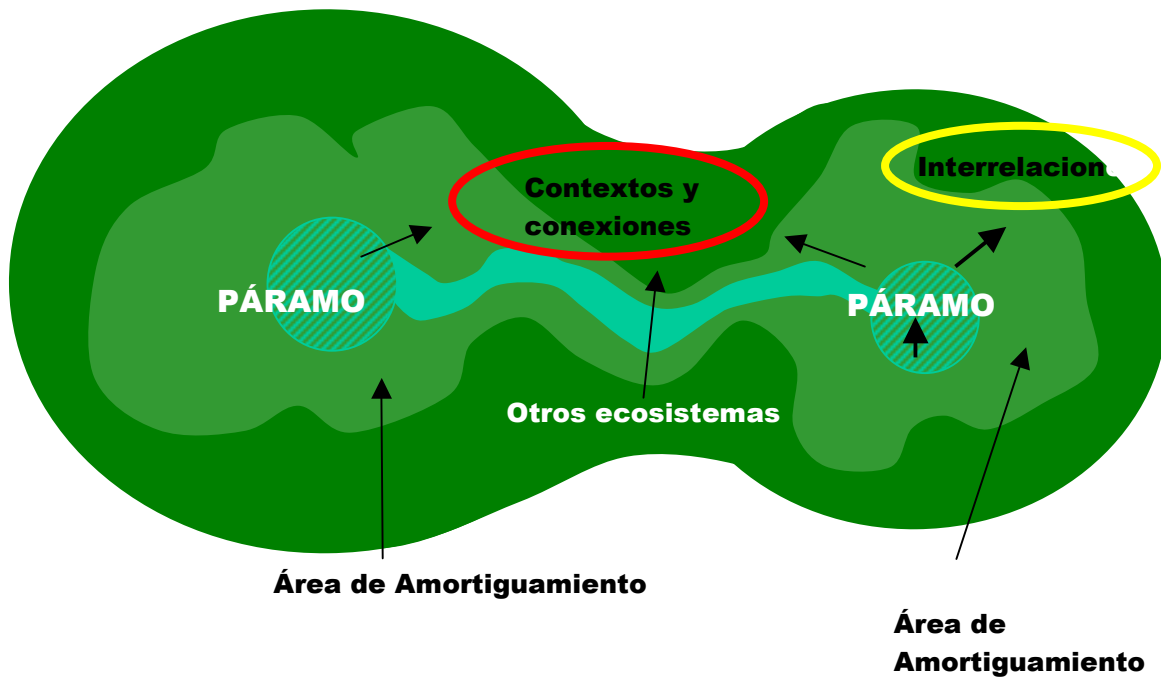 Contextos y
conexiones
Interrelacion
PÁRAMO
PÁRAMO
Otros ecosistemas
Área de Amortiguamiento
Área de
Amortiguamiento